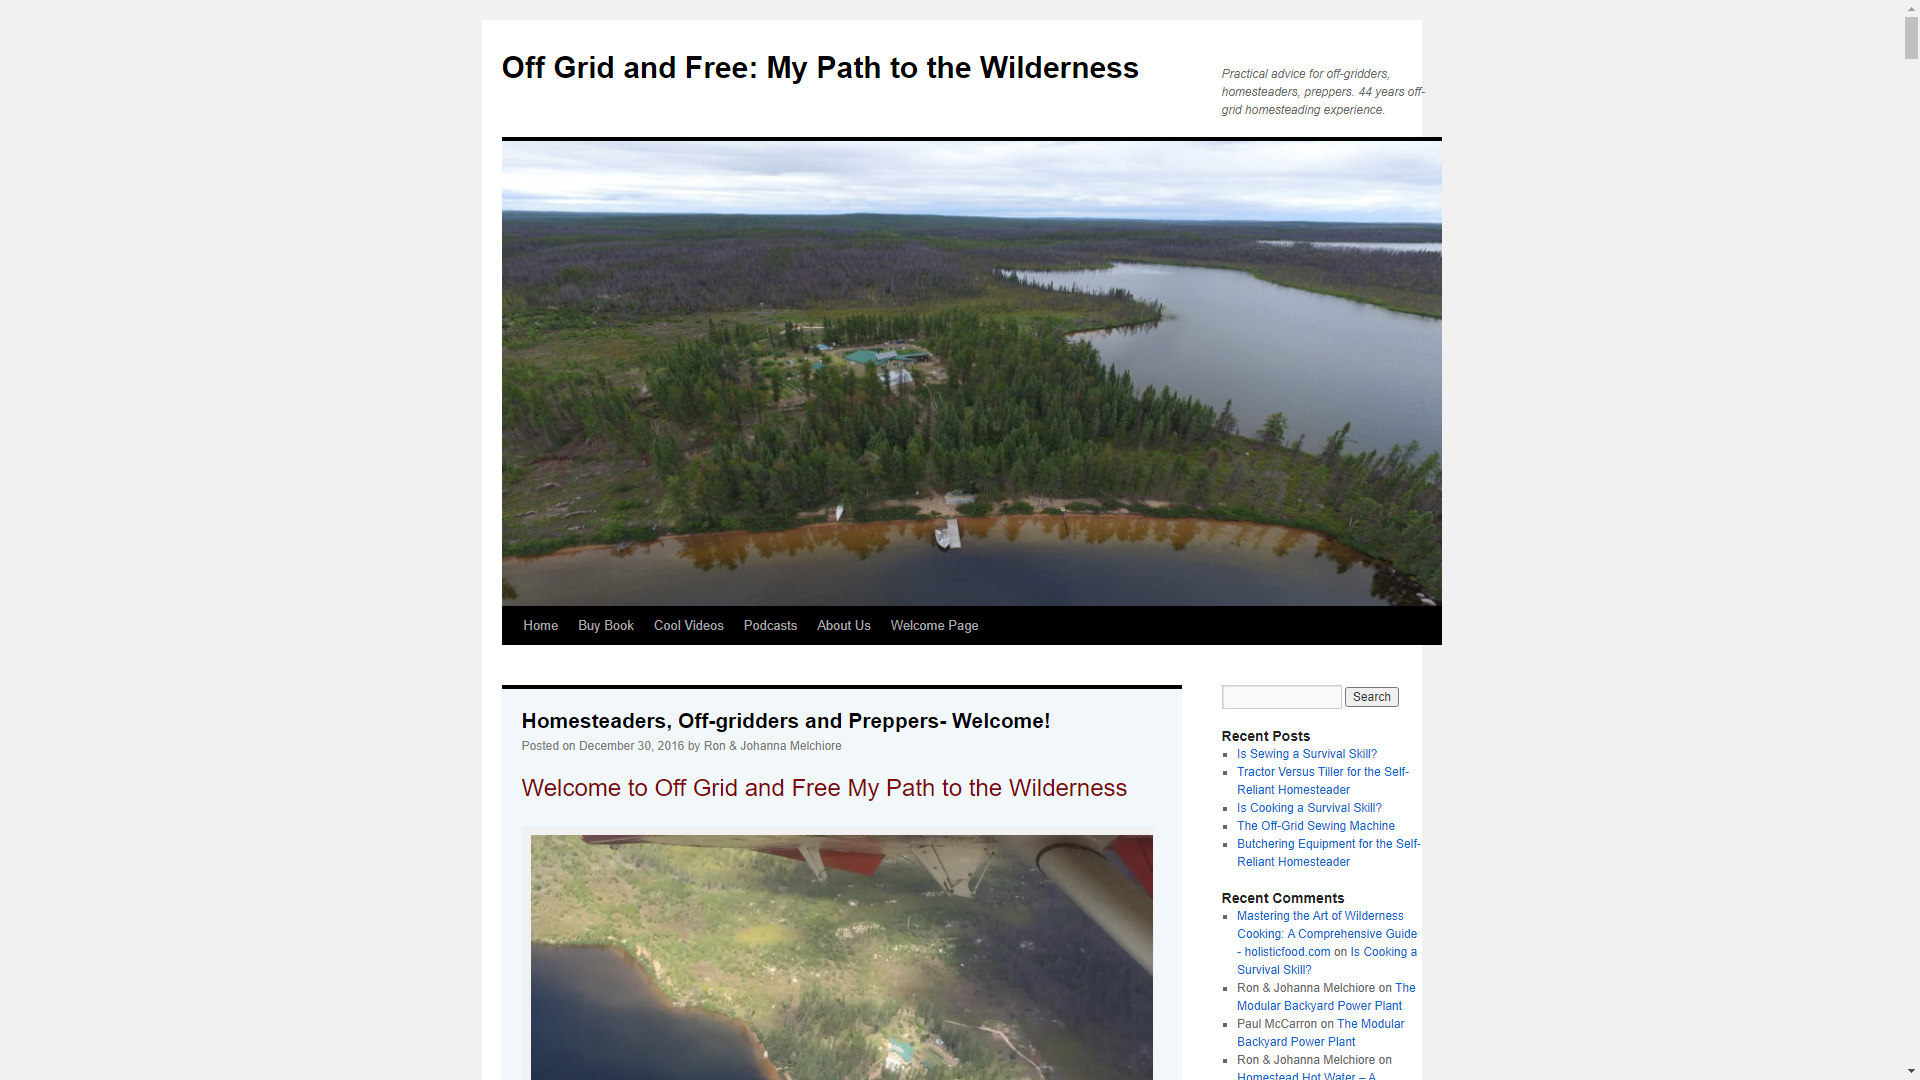 Off Grid and Free: My Path to the Wilderness
Practical advice for off-gridders,
homesteaders, preppers. 44 years off-
grid homesteading experience.
Home Buy Book Cool Videos Podcasts About Us Welcome Page
Homesteaders, Off-gridders and Preppers- Welcome!
Posted on December 30, 2016 by Ron & Johanna Melchiore
Welcome to Off Grid and Free My Path to the Wilderness
Search
Recent Posts
Is Sewing a Survival Skill?
Tractor Versus Tiller for the Self-
Reliant Homesteader
Is Cooking a Survival Skill?
The Off-Grid Sewing Machine
Butchering Equipment for the Self-
Reliant Homesteader
Recent Comments
Mastering the Art of Wilderness
Cooking: A Comprehensive Guide
- holisticfood.com on Is Cooking a
Survival Skill?
Ron & Johanna Melchiore on The
Modular Backyard Power Plant
Paul McCarron on The Modular
Backyard Power Plant
Ron & Johanna Melchiore on
Homestead Hot Water – A